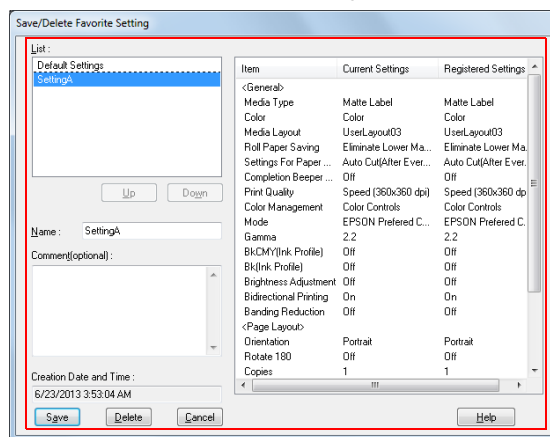 Save/Delete Favorite Setting
List :
Default Settings
SettingA
Up Down
Name : SettingA
Comment(optional) :
Creation Date and Time :
6/23/2013 3:53:04 AM
Save Delete Cancel
Item Current Settings Registered Settings
<General>
Media Type Matte Label Matte Label
Color Color Color
Media Layout UserLayout03 UserLayout03
Roll Paper Saving Eliminate Lower Ma... Eliminate Lower Ma.
Settings For Paper ... Auto Cut(After Ever... Auto Cut(After Ever.
Completion Beeper ... Off Off
Print Quality Speed (360x360 dpi) Speed (360x360 dp
Color Management Color Controls Color Controls
Mode EPSON Prefered C... EPSON Prefered C.
Gamma 2.2 2.2
BkCMY(Ink Profile) Off Off
Bk(Ink Profile) Off Off
Brightness Adjustment Off Off
Bidirectional Printing On On
Banding Reduction Off Off
<Page Layout>
Orientation Portrait Portrait
Rotate 180 Off Off
Copies 1 1
Help